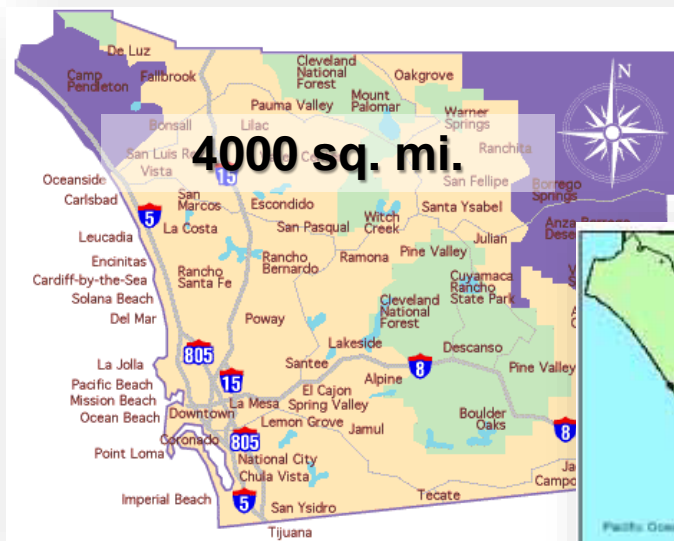 De Luz
Camp
Pendleton
Fallbrook
Cleveland
National
Forest
Oakgrove
Mount
Palomar
Pauma Valley
Warner
Springs
N
Bonsall
Lilac
4000 sq. mi.
Ranchita
San Luis Re
Vista
15
Oceanside
Carlsbad
San Fellipe
Borrego
Springs
San
Marcos
Escondido
5
La Costa
San Pasqual
Witch
Creek
Santa Ysabel
Leucadia
Julian
Encinitas
Rancho
Santa Fe
Rancho
Bernardo
Ramona
Pine Valley
Cardiff-by-the-Sea
Solana Beach
Cuyamaca
Rancho
State Park
Del Mar
Poway
Cleveland
National
Forest
805
Lakeside
Descanso
La Jolla
Santee
8
Pine Valley
15
Alpine
Pacific Beach
El Cajon
Mission Beach
La Mesa
Spring Valley
Ocean Beach
Downtown
Lemon Grove
Jamul
Boulder
Oaks
8
Coronado
805
Point Loma
National City
Chula Vista
Imperial Beach
5
San Ysidro
Tecate
Tijuana